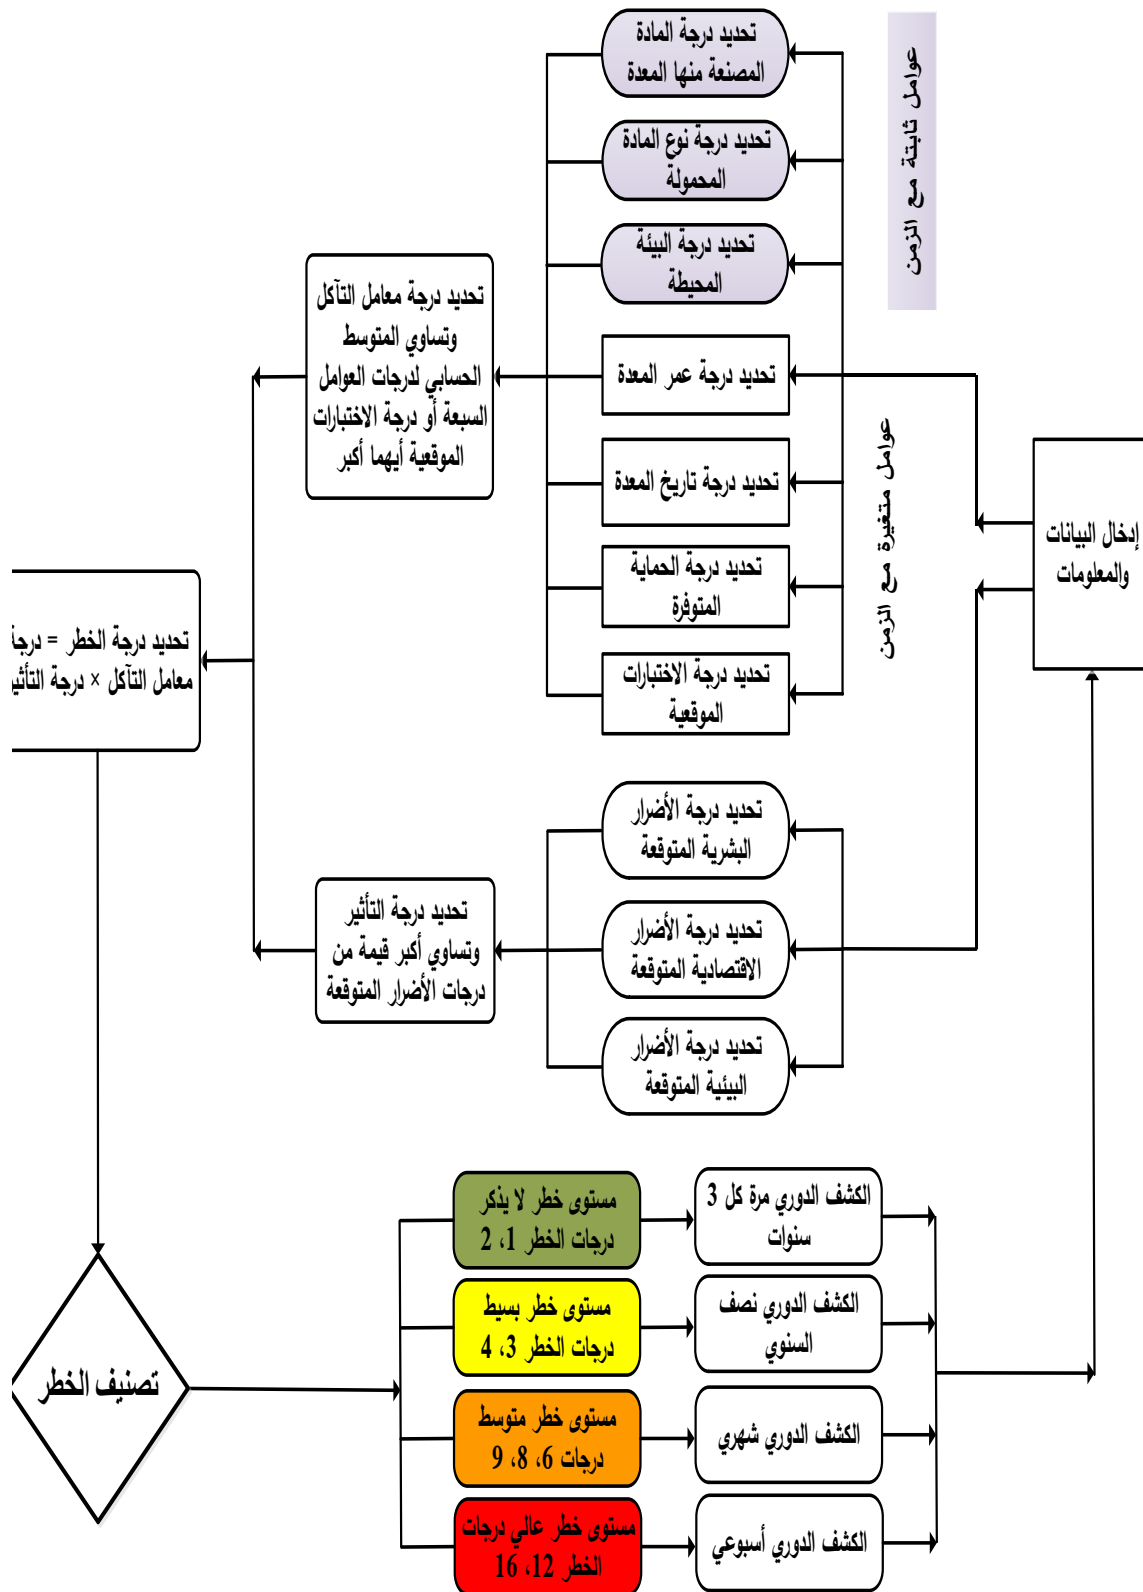 إدخال البيانات
والمعلومات
عوامل ثابتة مع الزمن
عوامل متغيرة مع الزمن
تحديد درجة المادة
المصنعة منها المعدة
تحديد درجة نوع المادة
المحمولة
تحديد درجة البيئة
المحيطة
تحديد درجة عمر المعدة
تحديد درجة تاريخ المعدة
تحديد درجة الحماية
المتوفرة
تحديد درجة الاختبارات
الموقعية
تحديد درجة معامل التآكل
وتساوي المتوسط
الحسابي لدرجات العوامل
السبعة أو درجة الاختبارات
الموقعية أيهما أكبر
تحديد درجة الأضرار
البشرية المتوقعة
تحديد درجة الأضرار
الاقتصادية المتوقعة
تحديد درجة الأضرار
البيئية المتوقعة
تحديد درجة التأثير
وتساوي أكبر قيمة من
درجات الأضرار المتوقعة
تحديد درجة الخطر = درجة
معامل التآكل × درجة التأثير
تصنيف الخطر
مستوى خطر لا يذكر
درجات الخطر 1، 2
الكشف الدوري مرة كل 3
سنوات
مستوى خطر بسيط
درجات الخطر 3، 4
الكشف الدوري نصف
السنوي
مستوى خطر متوسط
درجات 6، 8، 9
الكشف الدوري شهري
مستوى خطر عالي درجات
الخطر 12، 16
الكشف الدوري أسبوعي